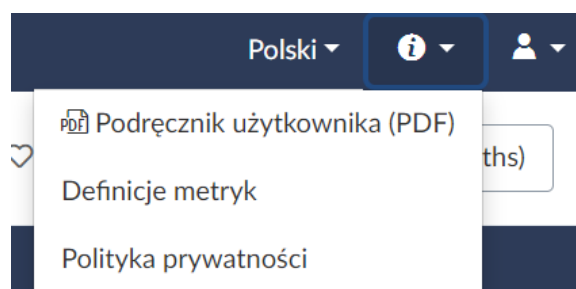 Polski
PDF Podręcznik użytkownika (PDF)
ths)
Definicje metryk
Polityka prywatności